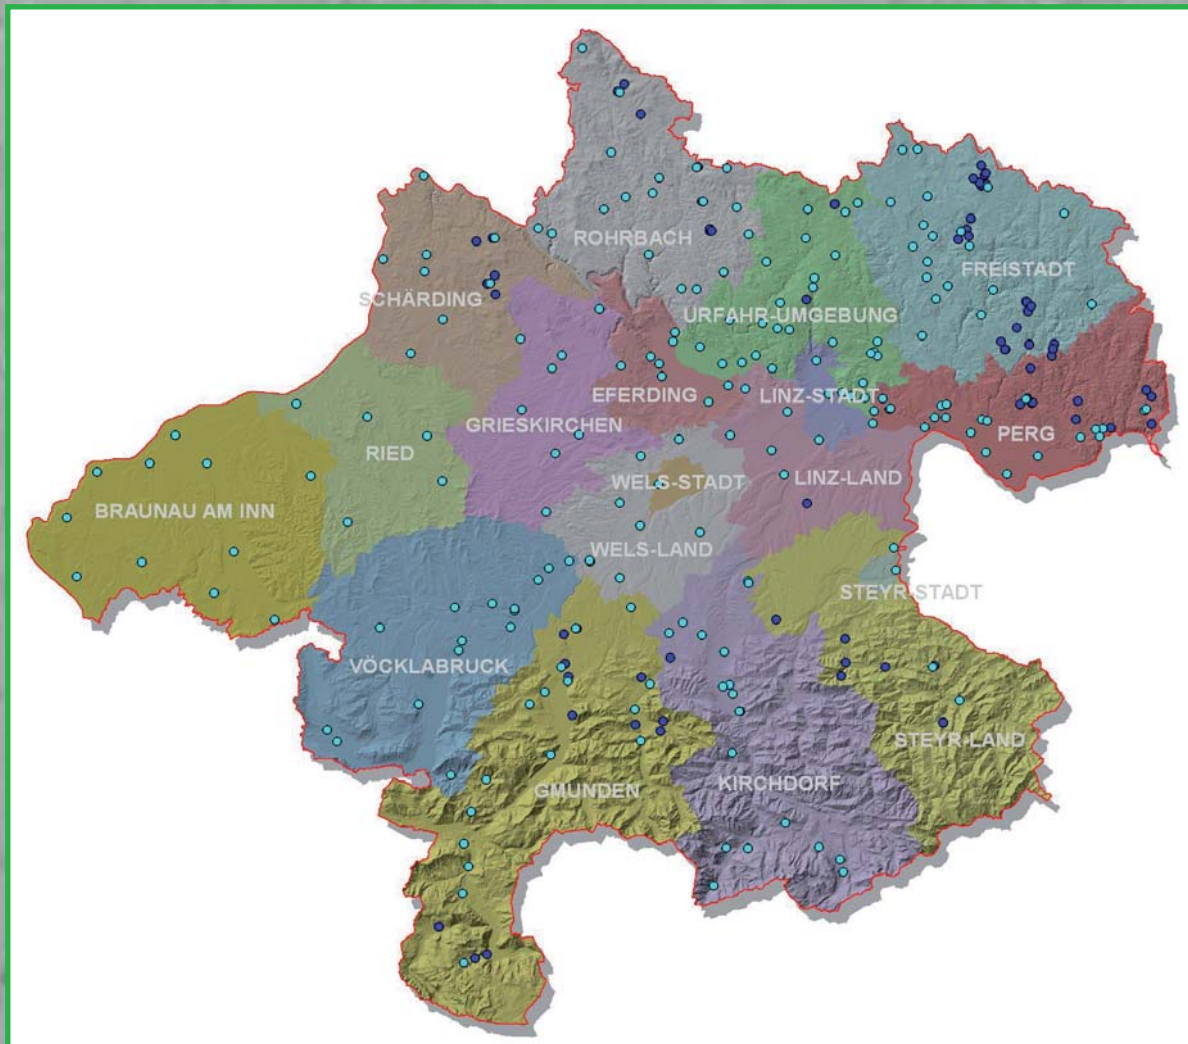 ROHRBACH
FREISTADT
SCHÄRDING
URFAHR-UMGEBUNG
EFERDING
LINZ-STADT
GRIESKIRCHEN
PERG
RIED
WELS-STADT
LINZ-LAND
BRAUNAU AM INN
WELS-LAND
STEYR-STADT
VÖCKLABRUCK
STEYR-LAND
KIRCHDORF
GMUNDEN